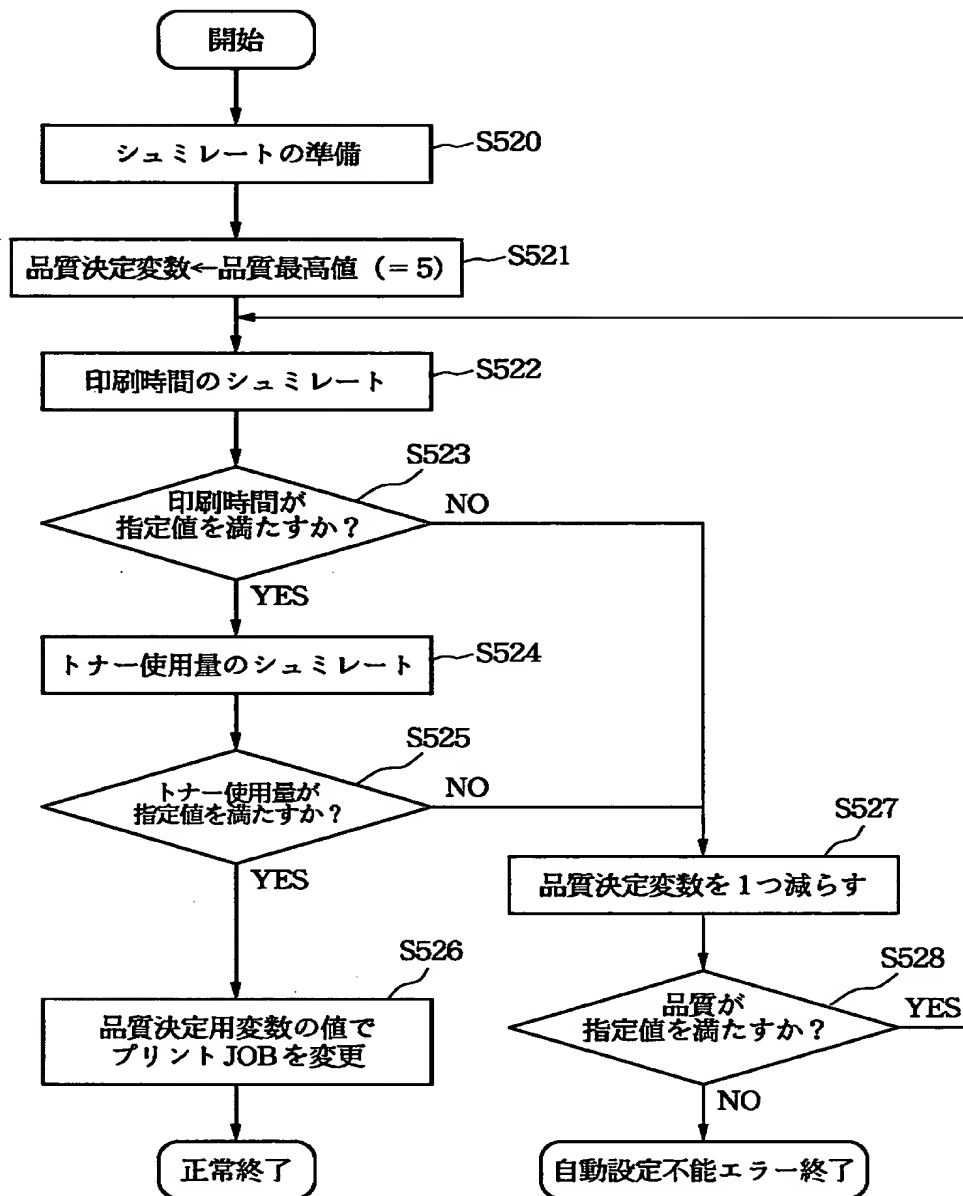 開始
シュミレートの準備
S520
品質決定変数←品質最高値 (=5)
S521
印刷時間のシュミレート
S522
S523
印刷時間が
指定値を満たすか?
NO
YES
トナー使用量のシュミレート
S524
S525
トナー使用量が
指定値を満たすか?
NO
YES
S527
品質決定変数を1つ減らす
S526
品質決定用変数の値で
プリントJOBを変更
S528
品質が
指定値を満たすか?
YES
NO
正常終了
自動設定不能エラー終了